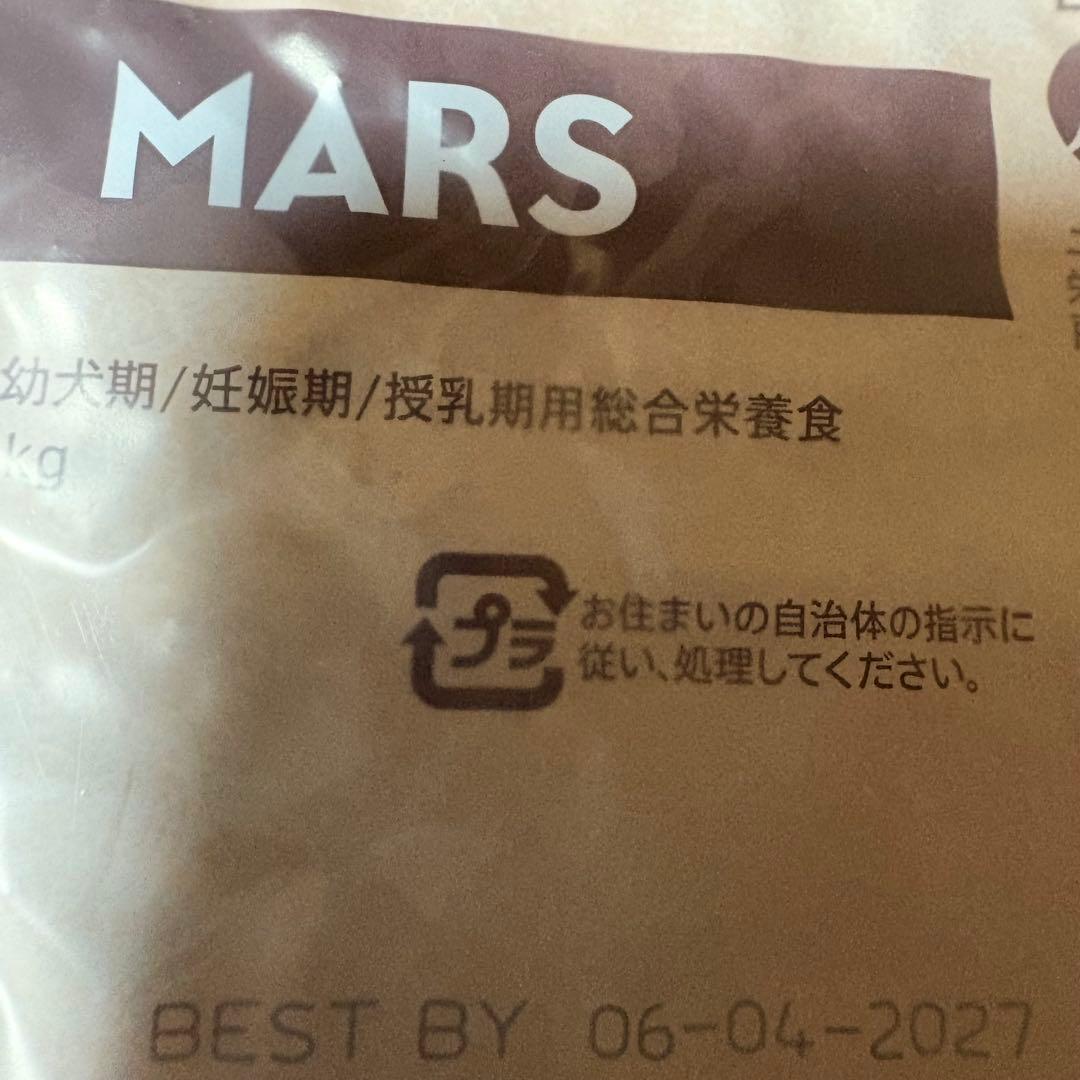 MARS
幼犬期/妊娠期/授乳期用総合栄養食
kg
プラ
お住まいの自治体の指示に
従い、処理してください。
BEST BY 06-04-2027